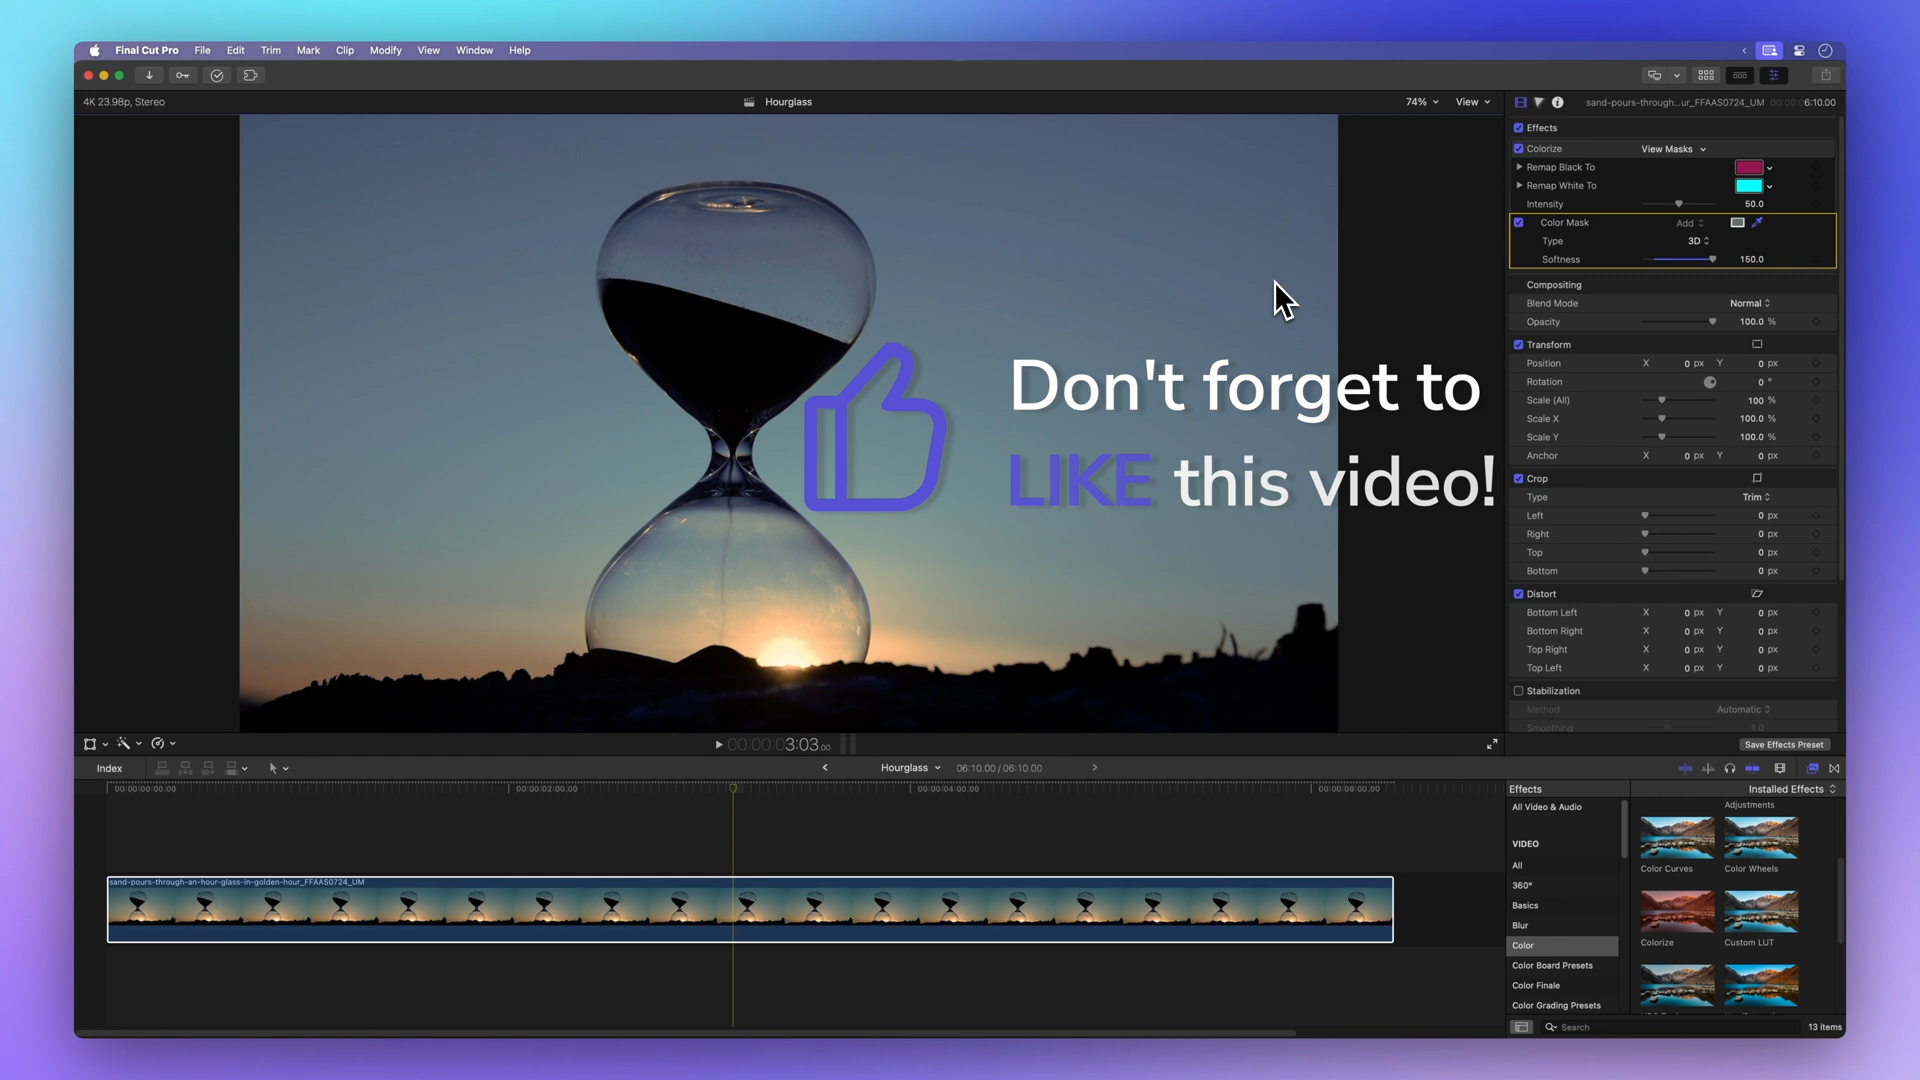 Final Cut Pro File Edit Trim Mark Clip Modify View Window Help
4K 23.98p, Stereo
Hourglass
74%
View
sand-pours-through...ur_FFAAS0724_UM
00:00:06:10.00
Effects
Colorize View Masks
Remap Black To
Remap White To
Intensity 50.0
Color Mask Add
Type 3D
Softness 150.0
Compositing
Blend Mode Normal
Opacity 100.0 %
Transform
Position X 0 px Y 0 px
Rotation 0 °
Scale (All) 100 %
Scale X 100.0 %
Scale Y 100.0 %
Anchor X 0 px Y 0 px
Crop
Type Trim
Left 0 px
Right 0 px
Top 0 px
Bottom 0 px
Distort
Bottom Left X 0 px Y 0 px
Bottom Right X 0 px Y 0 px
Top Right X 0 px Y 0 px
Top Left X 0 px Y 0 px
Stabilization
Method Automatic
Smoothing 1.0
Don't forget to
LIKE this video!
00:00:03:03.00
Save Effects Preset
Index
Hourglass
06:10.00 / 06:10.00
00:00:00:00.00
00:00:02:00.00
00:00:04:00.00
00:00:06:00.00
sand-pours-through-an-hour-glass-in-golden-hour_FFAAS0724_UM
Effects
Installed Effects
All Video & Audio
VIDEO
All
360°
Basics
Blur
Color
Color Board Presets
Color Finale
Color Grading Presets
Adjustments
Color Curves
Color Wheels
Colorize
Custom LUT
Search
13 items